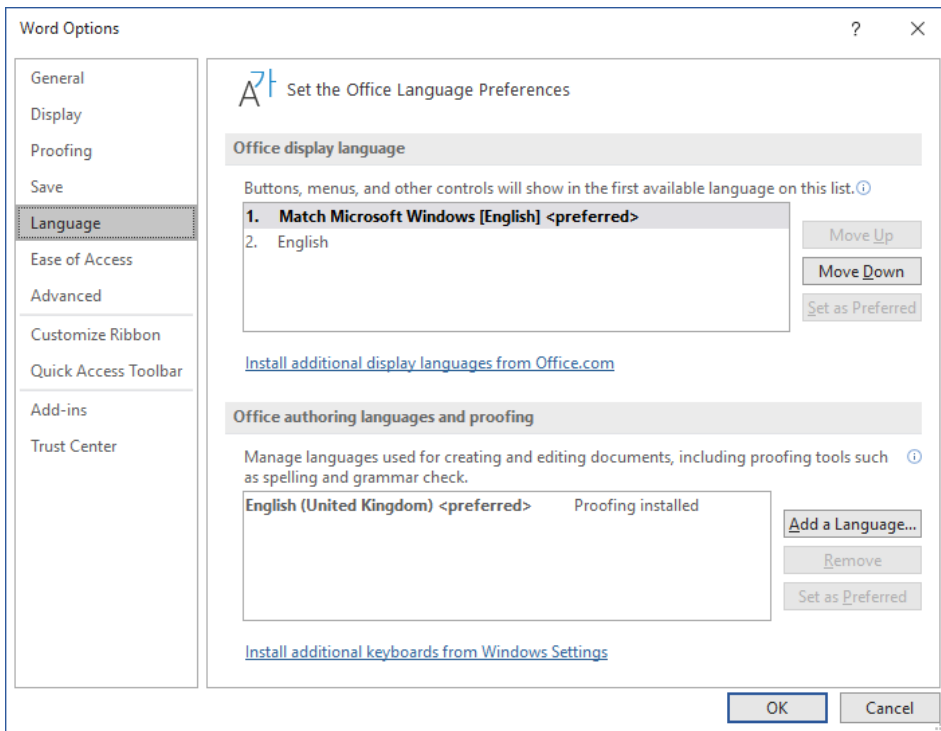 Word Options
?
General
Display
Proofing
Save
Language
Ease of Access
Advanced
Customize Ribbon
Quick Access Toolbar
Add-ins
Trust Center
A가 Set the Office Language Preferences
Office display language
Buttons, menus, and other controls will show in the first available language on this list.
1. Match Microsoft Windows [English] <preferred>
2. English
Move Up
Move Down
Set as Preferred
Install additional display languages from Office.com
Office authoring languages and proofing
Manage languages used for creating and editing documents, including proofing tools such
as spelling and grammar check.
English (United Kingdom) <preferred> Proofing installed
Add a Language...
Remove
Set as Preferred
Install additional keyboards from Windows Settings
OK Cancel